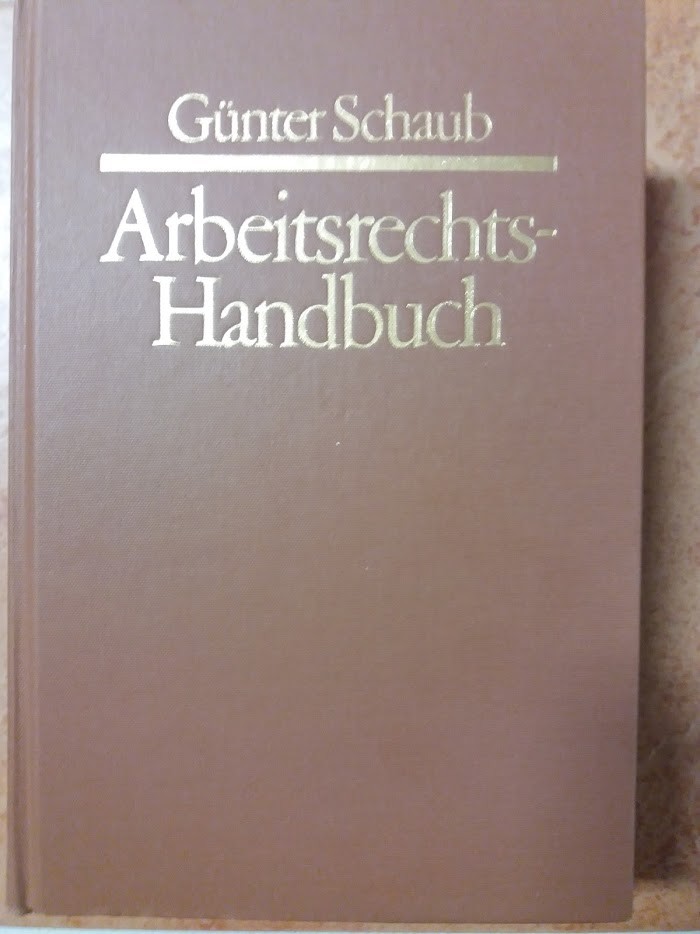 Günter Schaub
Arbeitsrechts-
Handbuch